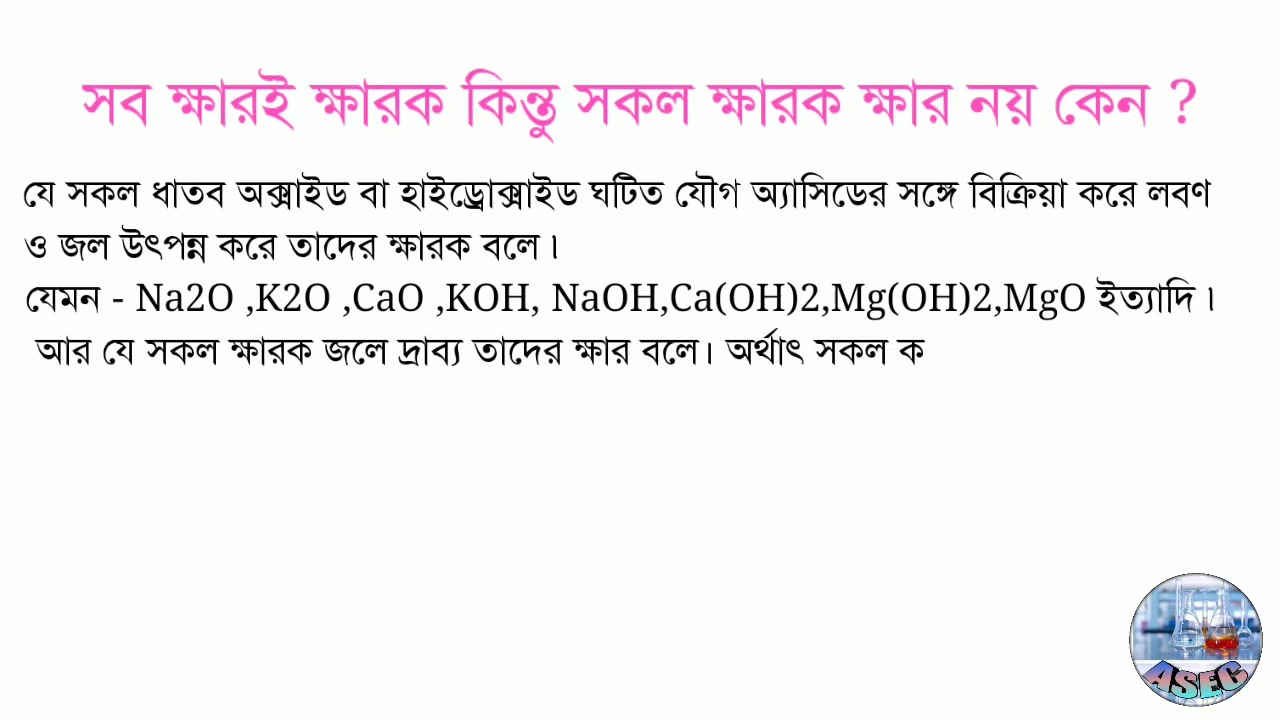 সব ক্ষারই ক্ষারক কিন্তু সকল ক্ষারক ক্ষার নয় কেন ?
যে সকল ধাতব অক্সাইড বা হাইড্রোক্সাইড ঘটিত যৌগ অ্যাসিডের সঙ্গে বিক্রিয়া করে লবণ
ও জল উৎপন্ন করে তাদের ক্ষারক বলে ৷
যেমন - Na2O ,K2O ,CaO ,KOH, NaOH,Ca(OH)2,Mg(OH)2,MgO ইত্যাদি ৷
আর যে সকল ক্ষারক জলে দ্রাব্য তাদের ক্ষার বলে। অর্থাৎ সকল ক
ASEC